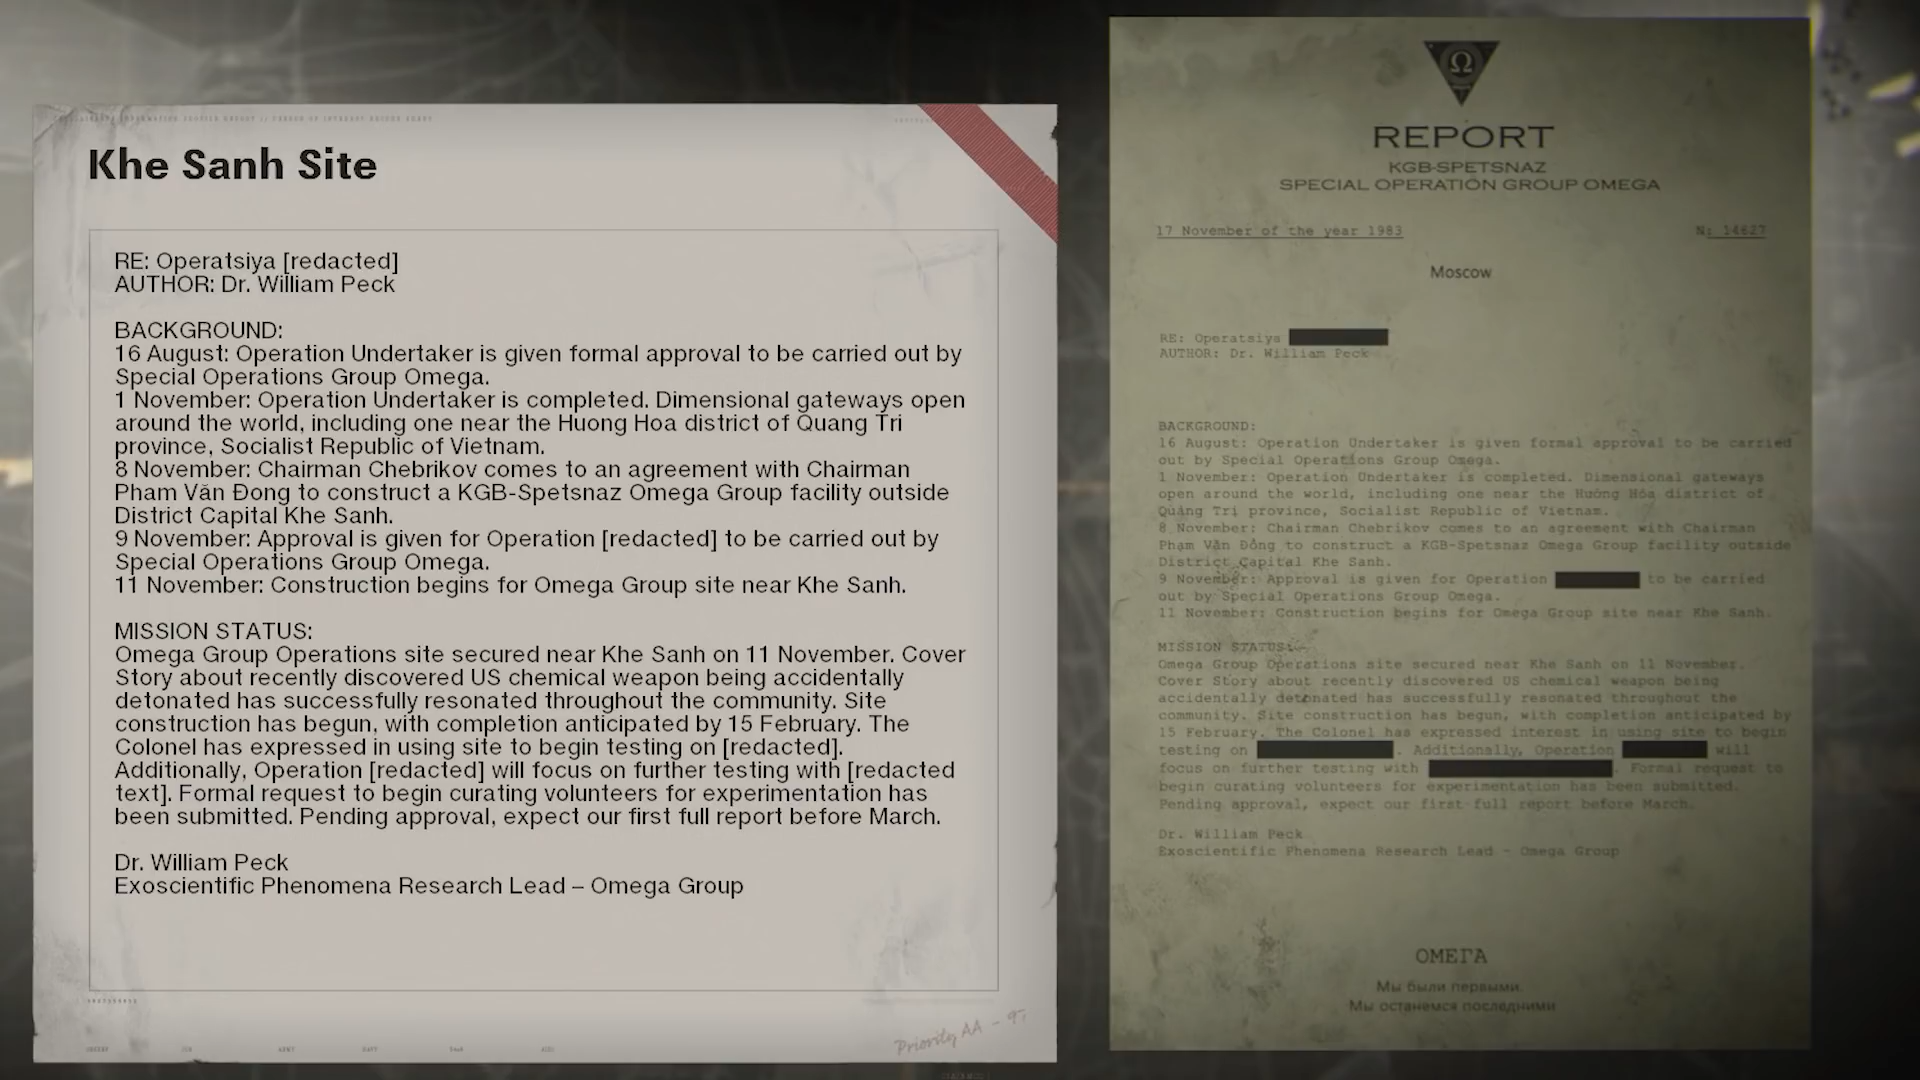 Khe Sanh Site
RE: Operatsiya [redacted]
AUTHOR: Dr. William Peck
BACKGROUND:
16 August: Operation Undertaker is given formal approval to be carried out by
Special Operations Group Omega.
1 November: Operation Undertaker is completed. Dimensional gateways open
around the world, including one near the Huong Hoa district of Quang Tri
province, Socialist Republic of Vietnam.
8 November: Chairman Chebrikov comes to an agreement with Chairman
Pham Văn Đong to construct a KGB-Spetsnaz Omega Group facility outside
District Capital Khe Sanh.
9 November: Approval is given for Operation [redacted] to be carried out by
Special Operations Group Omega.
11 November: Construction begins for Omega Group site near Khe Sanh.
MISSION STATUS:
Omega Group Operations site secured near Khe Sanh on 11 November. Cover
Story about recently discovered US chemical weapon being accidentally
detonated has successfully resonated throughout the community. Site
construction has begun, with completion anticipated by 15 February. The
Colonel has expressed in using site to begin testing on [redacted].
Additionally, Operation [redacted] will focus on further testing with [redacted
text]. Formal request to begin curating volunteers for experimentation has
been submitted. Pending approval, expect our first full report before March.
Dr. William Peck
Exoscientific Phenomena Research Lead – Omega Group
Priority AA - 9
Ω
REPORT
KGB-SPETSNAZ
SPECIAL OPERATION GROUP OMEGA
17 November of the year 1983 N: 14627
Moscow
RE: Operatsiya
AUTHOR: Dr. William Peck
BACKGROUND:
16 August: Operation Undertaker is given formal approval to be carried
out by Special Operations Group Omega.
1 November: Operation Undertaker is completed. Dimensional gateways
open around the world, including one near the Hướng Hóa district of
Quảng Trị province, Socialist Republic of Vietnam.
8 November: Chairman Chebrikov comes to an agreement with Chairman
Phạm Văn Đồng to construct a KGB-Spetsnaz Omega Group facility outside
District Capital Khe Sanh.
9 November: Approval is given for Operation to be carried
out by Special Operations Group Omega.
11 November: Construction begins for Omega Group site near Khe Sanh.
MISSION STATUS:
Omega Group Operations site secured near Khe Sanh on 11 November.
Cover Story about recently discovered US chemical weapon being
accidentally detonated has successfully resonated throughout the
community. Site construction has begun, with completion anticipated by
15 February. The Colonel has expressed interest in using site to begin
testing on . Additionally, Operation will
focus on further testing with . Formal request to
begin curating volunteers for experimentation has been submitted.
Pending approval, expect our first full report before March.
Dr. William Peck
Exoscientific Phenomena Research Lead - Omega Group
ОМЕГА
Мы были первыми.
Мы останемся последними